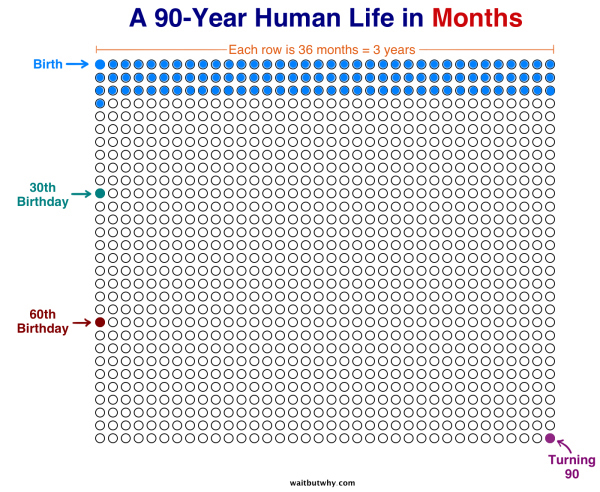 A 90-Year Human Life in Months
Each row is 36 months = 3 years
Birth
30th
Birthday
60th
Birthday
Turning
90
waitbutwhy.com